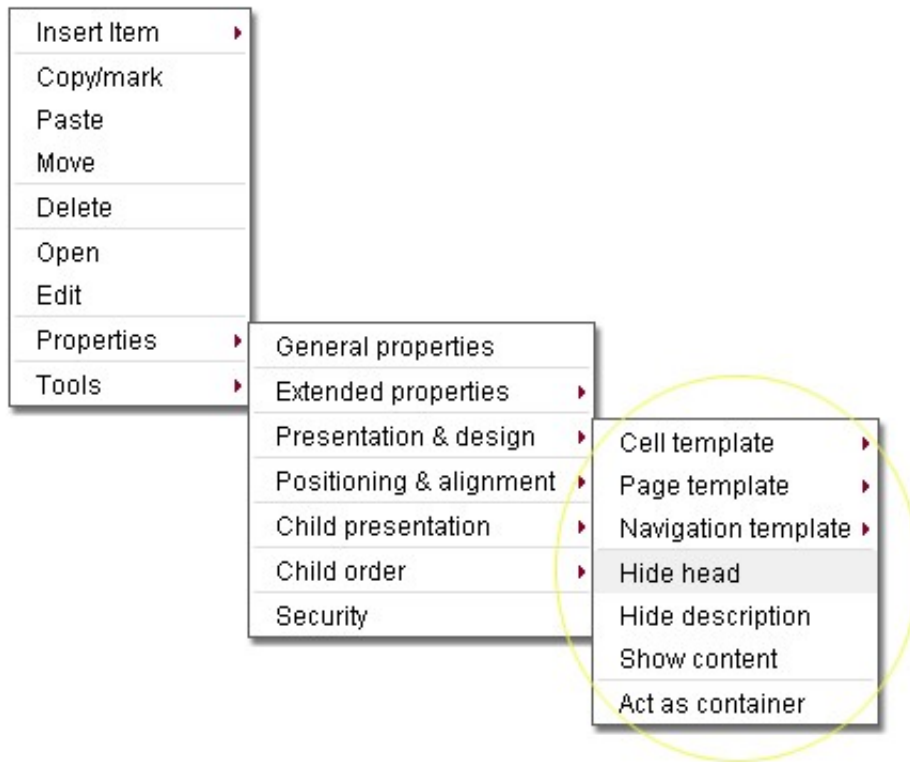 Insert Item
Copy/mark
Paste
Move
Delete
Open
Edit
Properties
Tools
General properties
Extended properties
Presentation & design
Positioning & alignment
Child presentation
Child order
Security
Cell template
Page template
Navigation template
Hide head
Hide description
Show content
Act as container